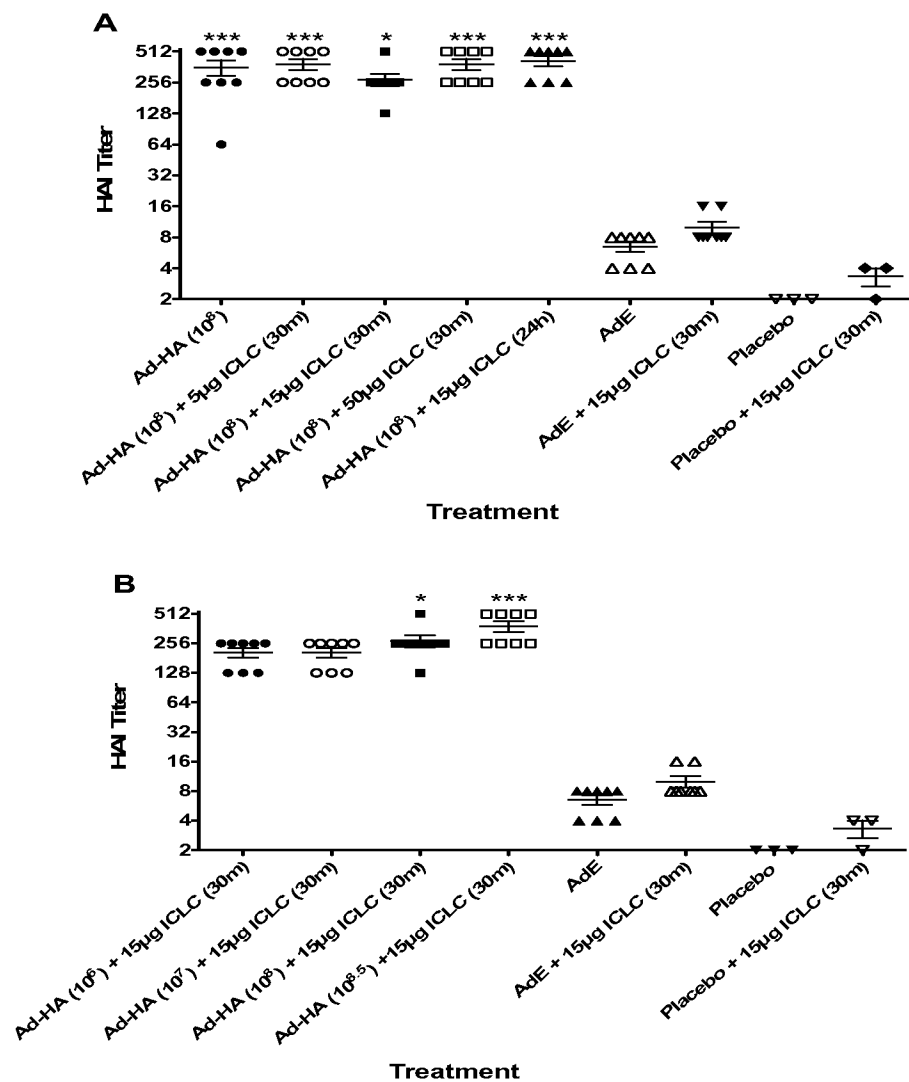 A
*** *** * *** ***
512
256
128
64
32
16
8
4
2
HAI Titer
Ad-HA (10⁸)
Ad-HA (10⁸) + 5µg ICLC (30m)
Ad-HA (10⁸) + 15µg ICLC (30m)
Ad-HA (10⁸) + 50µg ICLC (30m)
Ad-HA (10⁸) + 15µg ICLC (24h)
AdE
AdE + 15µg ICLC (30m)
Placebo
Placebo + 15µg ICLC (30m)
Treatment
B
* ***
512
256
128
64
32
16
8
4
2
HAI Titer
Ad-HA (10⁶) + 15µg ICLC (30m)
Ad-HA (10⁷) + 15µg ICLC (30m)
Ad-HA (10⁸) + 15µg ICLC (30m)
Ad-HA (10⁸·⁵) +15µg ICLC (30m)
AdE
AdE + 15µg ICLC (30m)
Placebo
Placebo + 15µg ICLC (30m)
Treatment